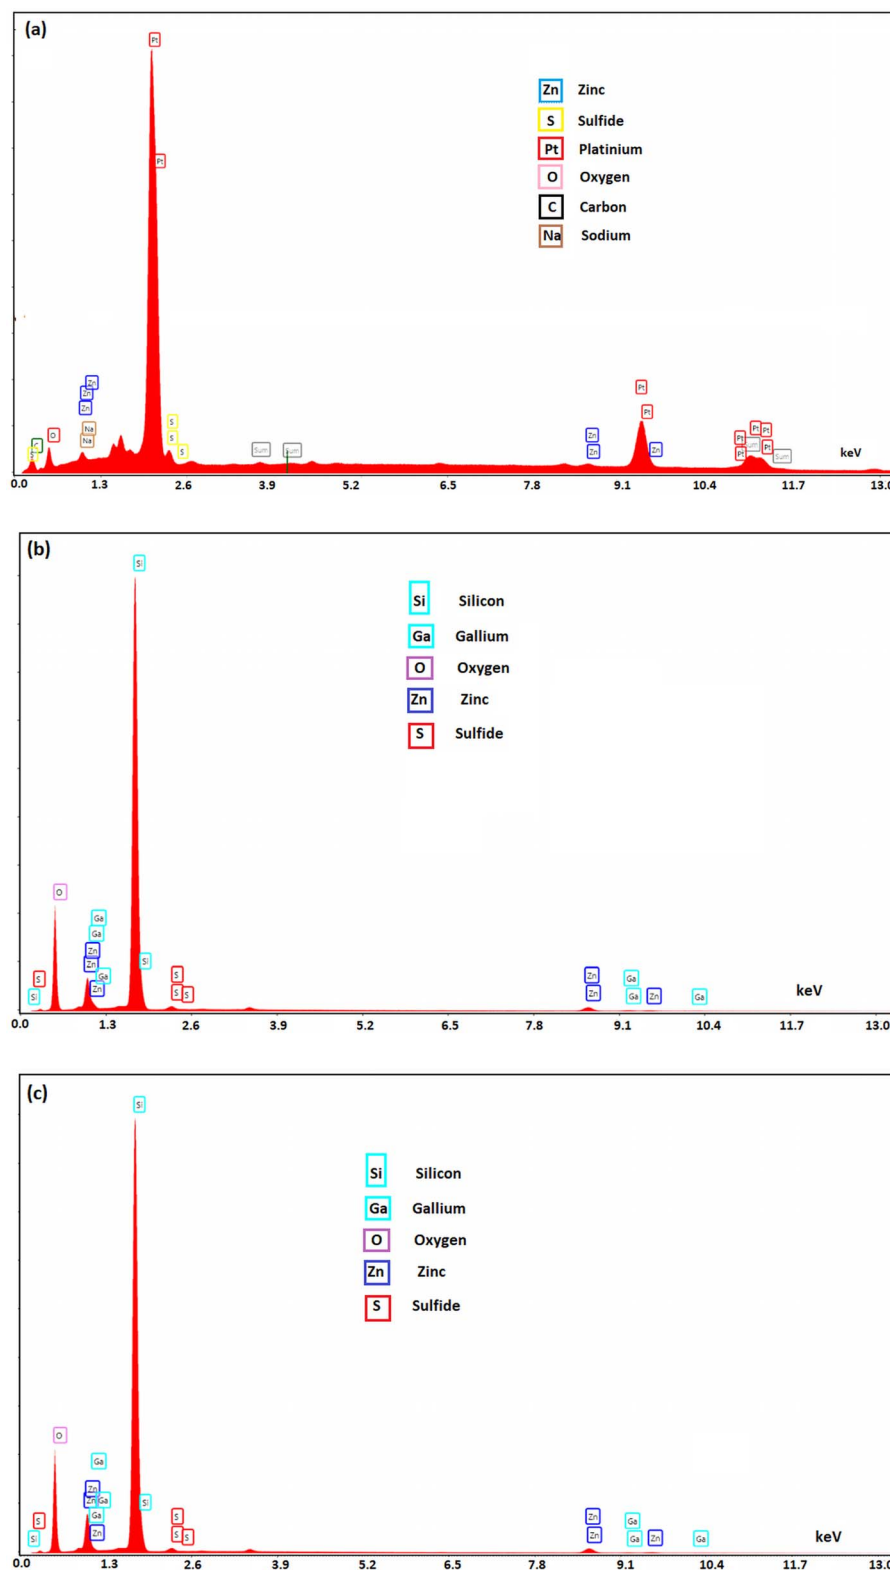 (a)
Pt
Pt
Zn Zinc
S Sulfide
Pt Platinium
O Oxygen
C Carbon
Na Sodium
Zn
Zn
Zn
Na
Na
O
C
S
S
S
S
Sum
Sum
Zn
Zn
Zn
Pt
Pt
Pt
Pt
Pt
Pt
Pt
Sum
Sum
keV
0.0 1.3 2.6 3.9 5.2 6.5 7.8 9.1 10.4 11.7 13.0
(b)
Si
Si Silicon
Ga Gallium
O Oxygen
Zn Zinc
S Sulfide
O
Ga
Ga
Zn
Zn
Ga
Zn
Si
S
Si
S
S
S
Zn
Zn
Ga
Ga
Zn
Ga
keV
0.0 1.3 2.6 3.9 5.2 6.5 7.8 9.1 10.4 11.7 13.0
(c)
Si
Si Silicon
Ga Gallium
O Oxygen
Zn Zinc
S Sulfide
O
Ga
Zn
Zn
Ga
Ga
Zn
Si
S
Si
S
S
S
Zn
Zn
Ga
Ga
Zn
Ga
keV
0.0 1.3 2.6 3.9 5.2 6.5 7.8 9.1 10.4 11.7 13.0